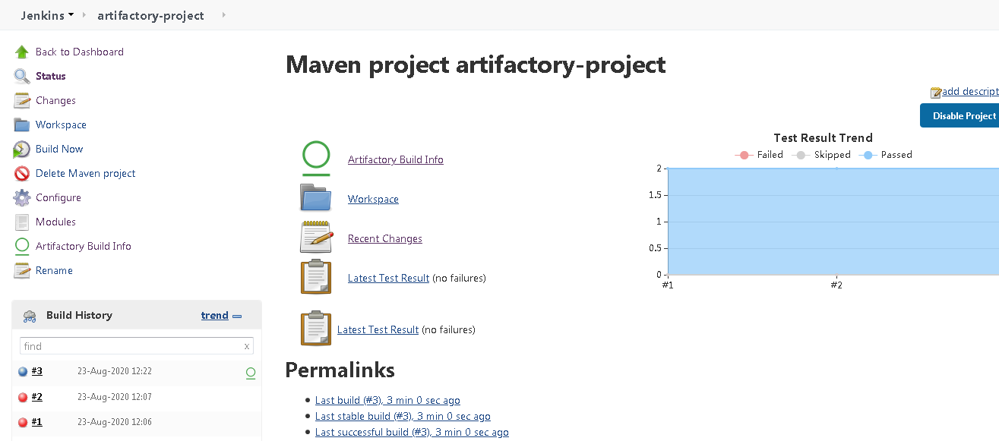 Jenkins artifactory-project
Back to Dashboard
Status
Changes
Workspace
Build Now
Delete Maven project
Configure
Modules
Artifactory Build Info
Rename
Build History trend
find x
#3 23-Aug-2020 12:22
#2 23-Aug-2020 12:07
#1 23-Aug-2020 12:06
Maven project artifactory-project
add descript
Disable Project
Artifactory Build Info
Workspace
Recent Changes
Latest Test Result (no failures)
Latest Test Result (no failures)
Test Result Trend
Failed Skipped Passed
2
1.5
1
0.5
0
#1 #2
Permalinks
Last build (#3), 3 min 0 sec ago
Last stable build (#3), 3 min 0 sec ago
Last successful build (#3), 3 min 0 sec ago